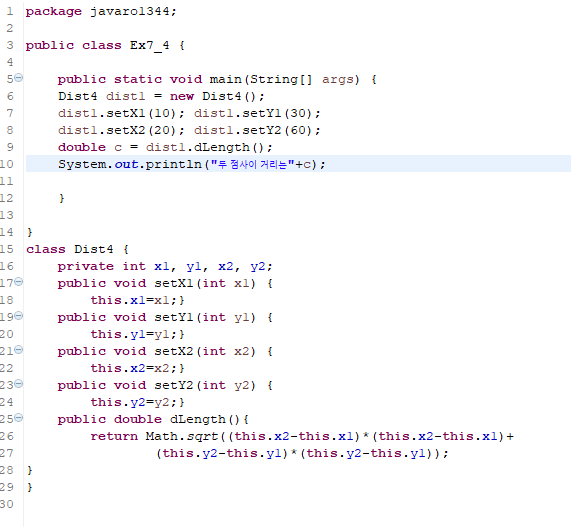 1 package javaro1344;
2
3 public class Ex7_4 {
4
5 public static void main(String[] args) {
6 Dist4 dist1 = new Dist4();
7 dist1.setX1(10); dist1.setY1(30);
8 dist1.setX2(20); dist1.setY2(60);
9 double c = dist1.dLength();
10 System.out.println("두 점사이 거리는"+c);
11
12 }
13
14 }
15 class Dist4 {
16 private int x1, y1, x2, y2;
17 public void setX1(int x1) {
18 this.x1=x1;}
19 public void setY1(int y1) {
20 this.y1=y1;}
21 public void setX2(int x2) {
22 this.x2=x2;}
23 public void setY2(int y2) {
24 this.y2=y2;}
25 public double dLength(){
26 return Math.sqrt((this.x2-this.x1)*(this.x2-this.x1)+
27 (this.y2-this.y1)*(this.y2-this.y1));
28 }
29 }
30